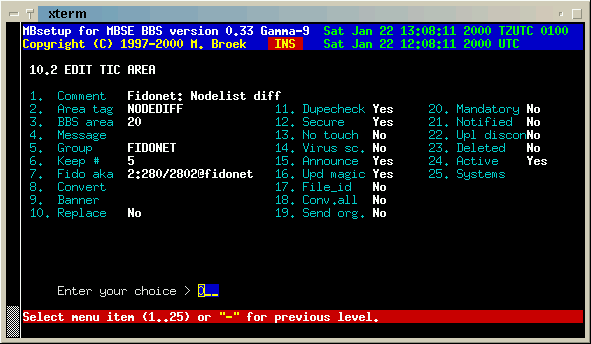 xterm
MBsetup for MBSE BBS version 0.33 Gamma-9 Sat Jan 22 13:08:11 2000 TZUTC 0100
Copyright (C) 1997-2000 M. Broek INS Sat Jan 22 12:08:11 2000 UTC
10.2 EDIT TIC AREA
1. Comment Fidonet: Nodelist diff
2. Area tag NODEDIFF 11. Dupecheck Yes 20. Mandatory No
3. BBS area 20 12. Secure Yes 21. Notified No
4. Message 13. No touch No 22. Upl discon No
5. Group FIDONET 14. Virus sc. No 23. Deleted No
6. Keep # 5 15. Announce Yes 24. Active Yes
7. Fido aka 2:280/2802@fidonet 16. Upd magic Yes 25. Systems
8. Convert 17. File_id No
9. Banner 18. Conv.all No
10. Replace No 19. Send org. No
Enter your choice > 0__
Select menu item (1..25) or "-" for previous level.